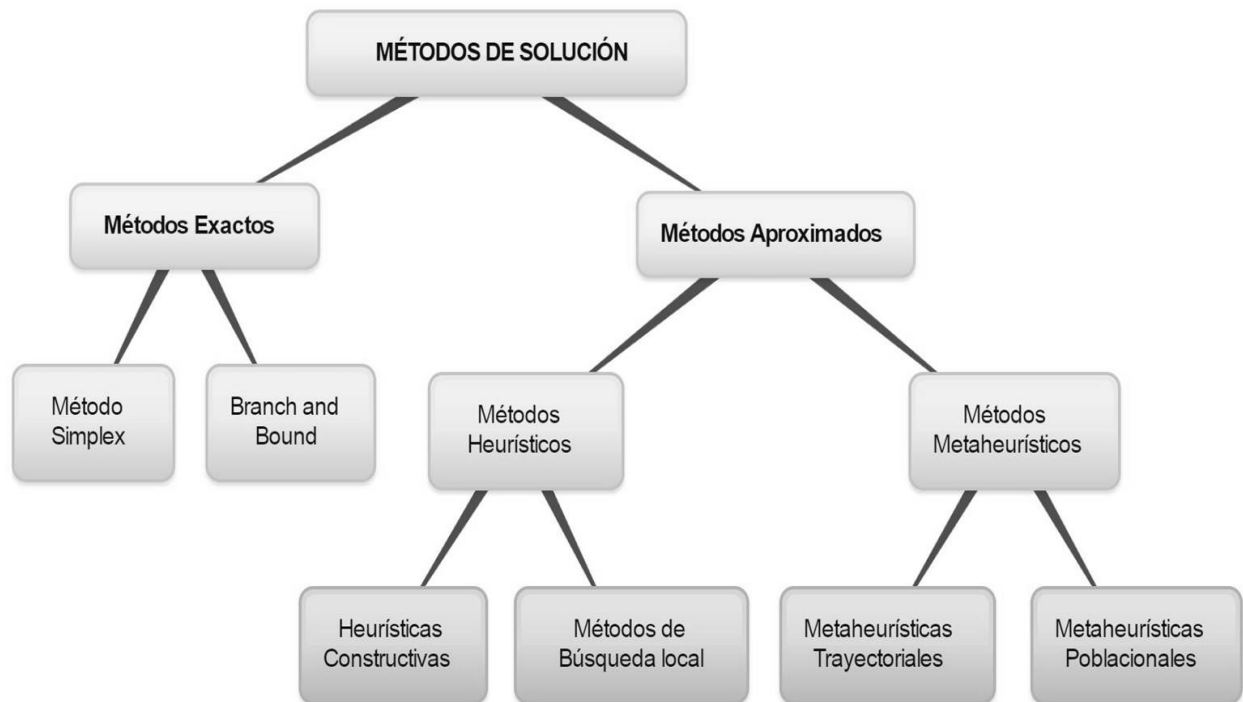 MÉTODOS DE SOLUCIÓN
Métodos Exactos
Métodos Aproximados
Método
Simplex
Branch and
Bound
Métodos
Heurísticos
Métodos
Metaheurísticos
Heurísticas
Constructivas
Métodos de
Búsqueda local
Metaheurísticas
Trayectoriales
Metaheurísticas
Poblacionales